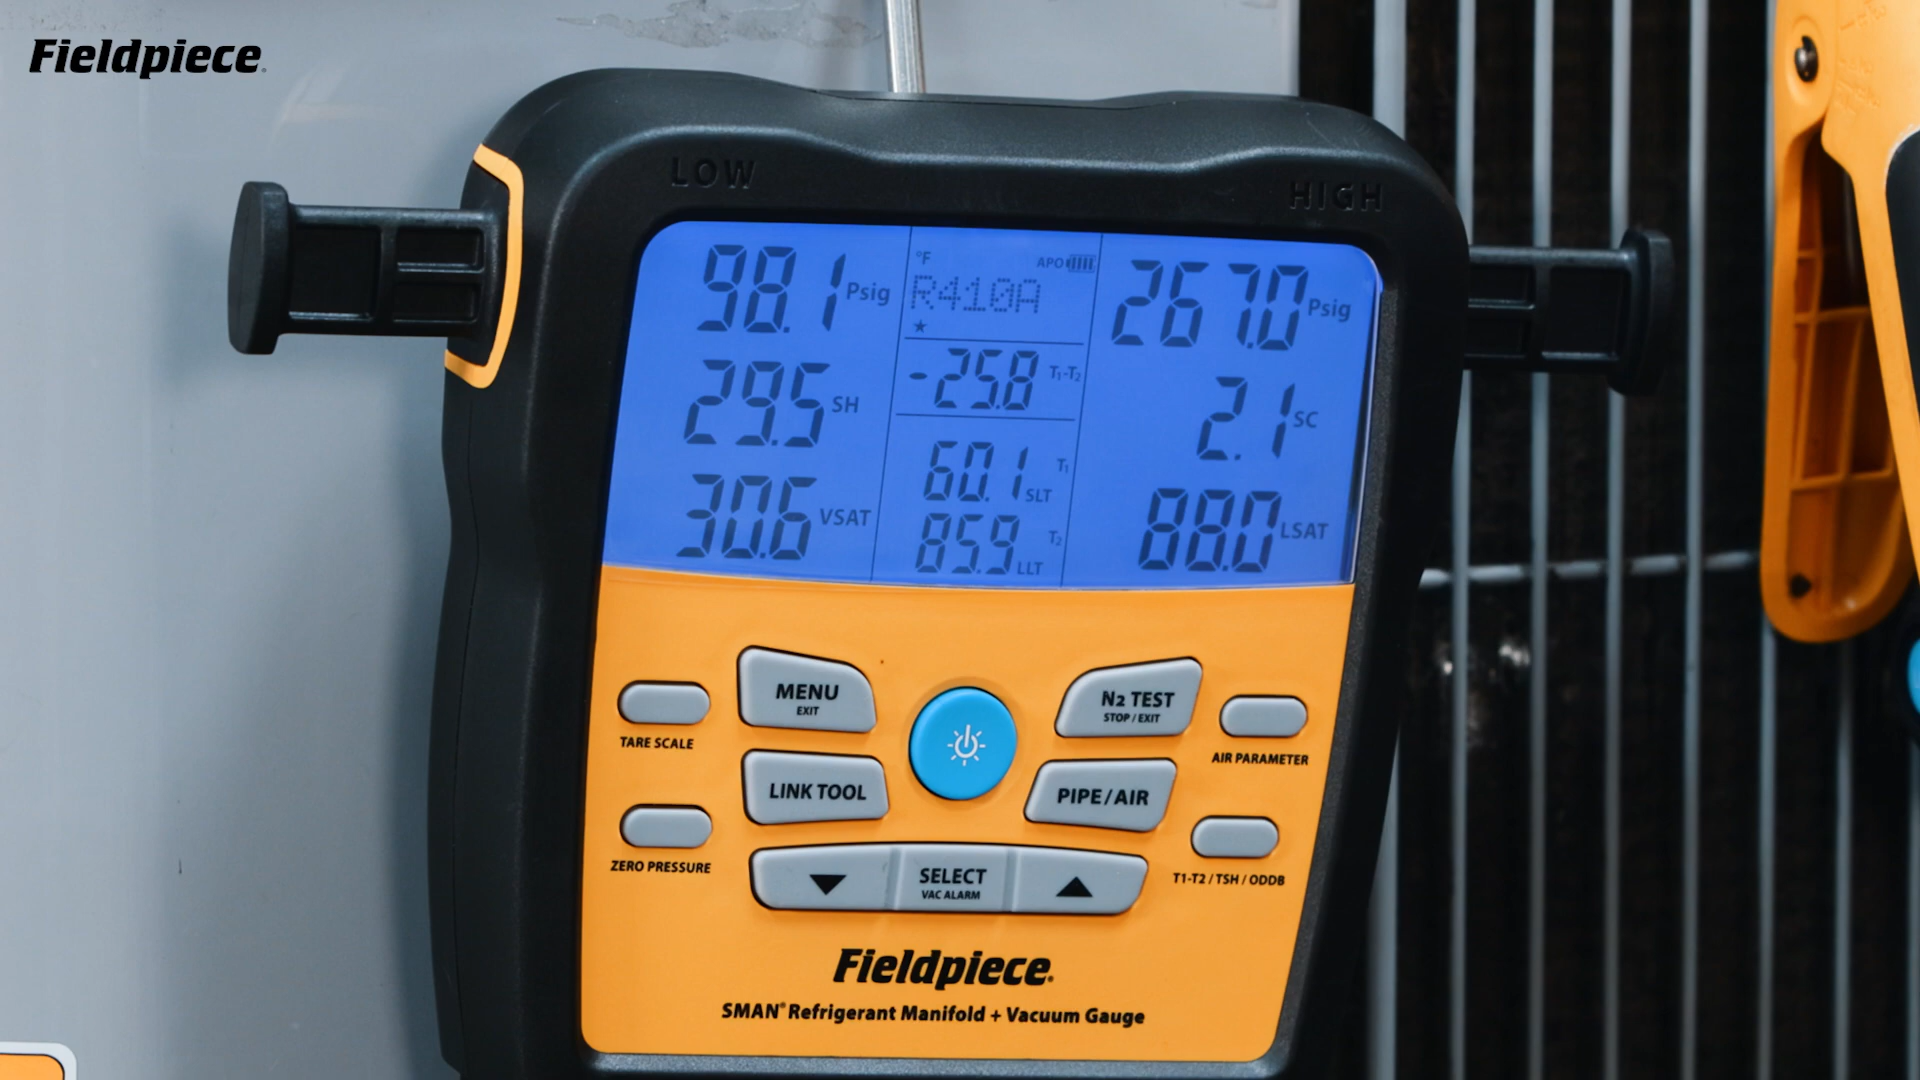 Fieldpiece
LOW
HIGH
98.1 Psig
°F APO
R410A
★
267.0 Psig
29.5 SH
-25.8 T1-T2
2.1 SC
60.1 T1 SLT
30.6 VSAT
85.9 T2 LLT
88.0 LSAT
MENU
EXIT
N2 TEST
STOP / EXIT
TARE SCALE
AIR PARAMETER
LINK TOOL
PIPE/AIR
ZERO PRESSURE
SELECT
VAC ALARM
T1-T2 / TSH / ODDB
Fieldpiece®
SMAN® Refrigerant Manifold + Vacuum Gauge